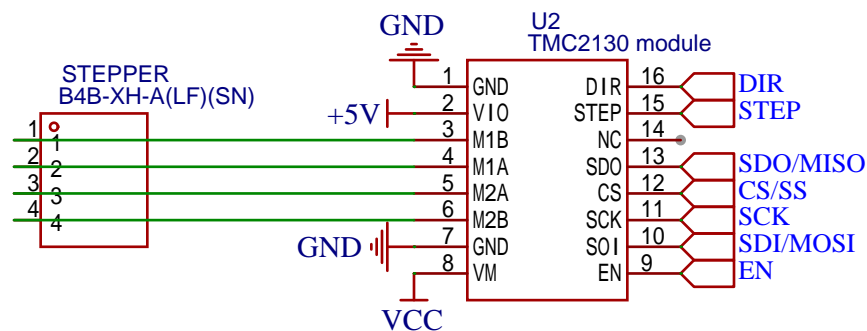 GND
U2
TMC2130 module
STEPPER
B4B-XH-A(LF)(SN)
1 GND DIR 16 DIR
+5V 2 VIO STEP 15 STEP
1 1 3 M1B NC 14
2 2 4 M1A SDO 13 SDO/MISO
3 3 5 M2A CS 12 CS/SS
4 4 6 M2B SCK 11 SCK
GND 7 GND SOI 10 SDI/MOSI
8 VM EN 9 EN
VCC